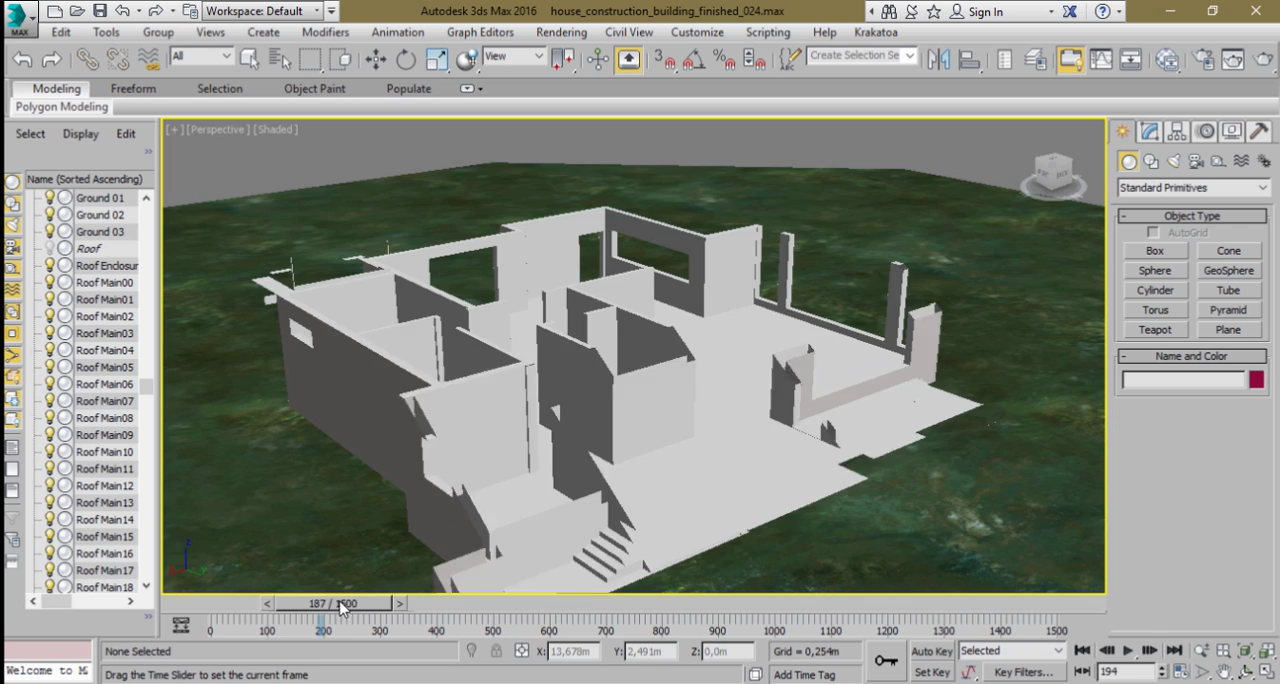 Workspace: Default
Autodesk 3ds Max 2016 house_construction_building_finished_024.max
Sign In
MAX
Edit Tools Group Views Create Modifiers Animation Graph Editors Rendering Civil View Customize Scripting Help Krakatoa
All
View
3
Create Selection Se
Modeling Freeform Selection Object Paint Populate
Polygon Modeling
Select Display Edit
[+] [Perspective] [Shaded]
Name (Sorted Ascending)
Ground 01
Ground 02
Ground 03
Roof
Roof Enclosur
Roof Main00
Roof Main01
Roof Main02
Roof Main03
Roof Main04
Roof Main05
Roof Main06
Roof Main07
Roof Main08
Roof Main09
Roof Main10
Roof Main11
Roof Main12
Roof Main13
Roof Main14
Roof Main15
Roof Main16
Roof Main17
Roof Main18
Standard Primitives
- Object Type
AutoGrid
Box Cone
Sphere GeoSphere
Cylinder Tube
Torus Pyramid
Teapot Plane
- Name and Color
< 187 / 1500 >
0 100 200 300 400 500 600 700 800 900 1000 1100 1200 1300 1400 1500
None Selected
X: 13,678m Y: 2,491m Z: 0,0m
Grid = 0,254m
Auto Key Selected
Welcome to M
Drag the Time Slider to set the current frame
Add Time Tag
Set Key Key Filters...
194